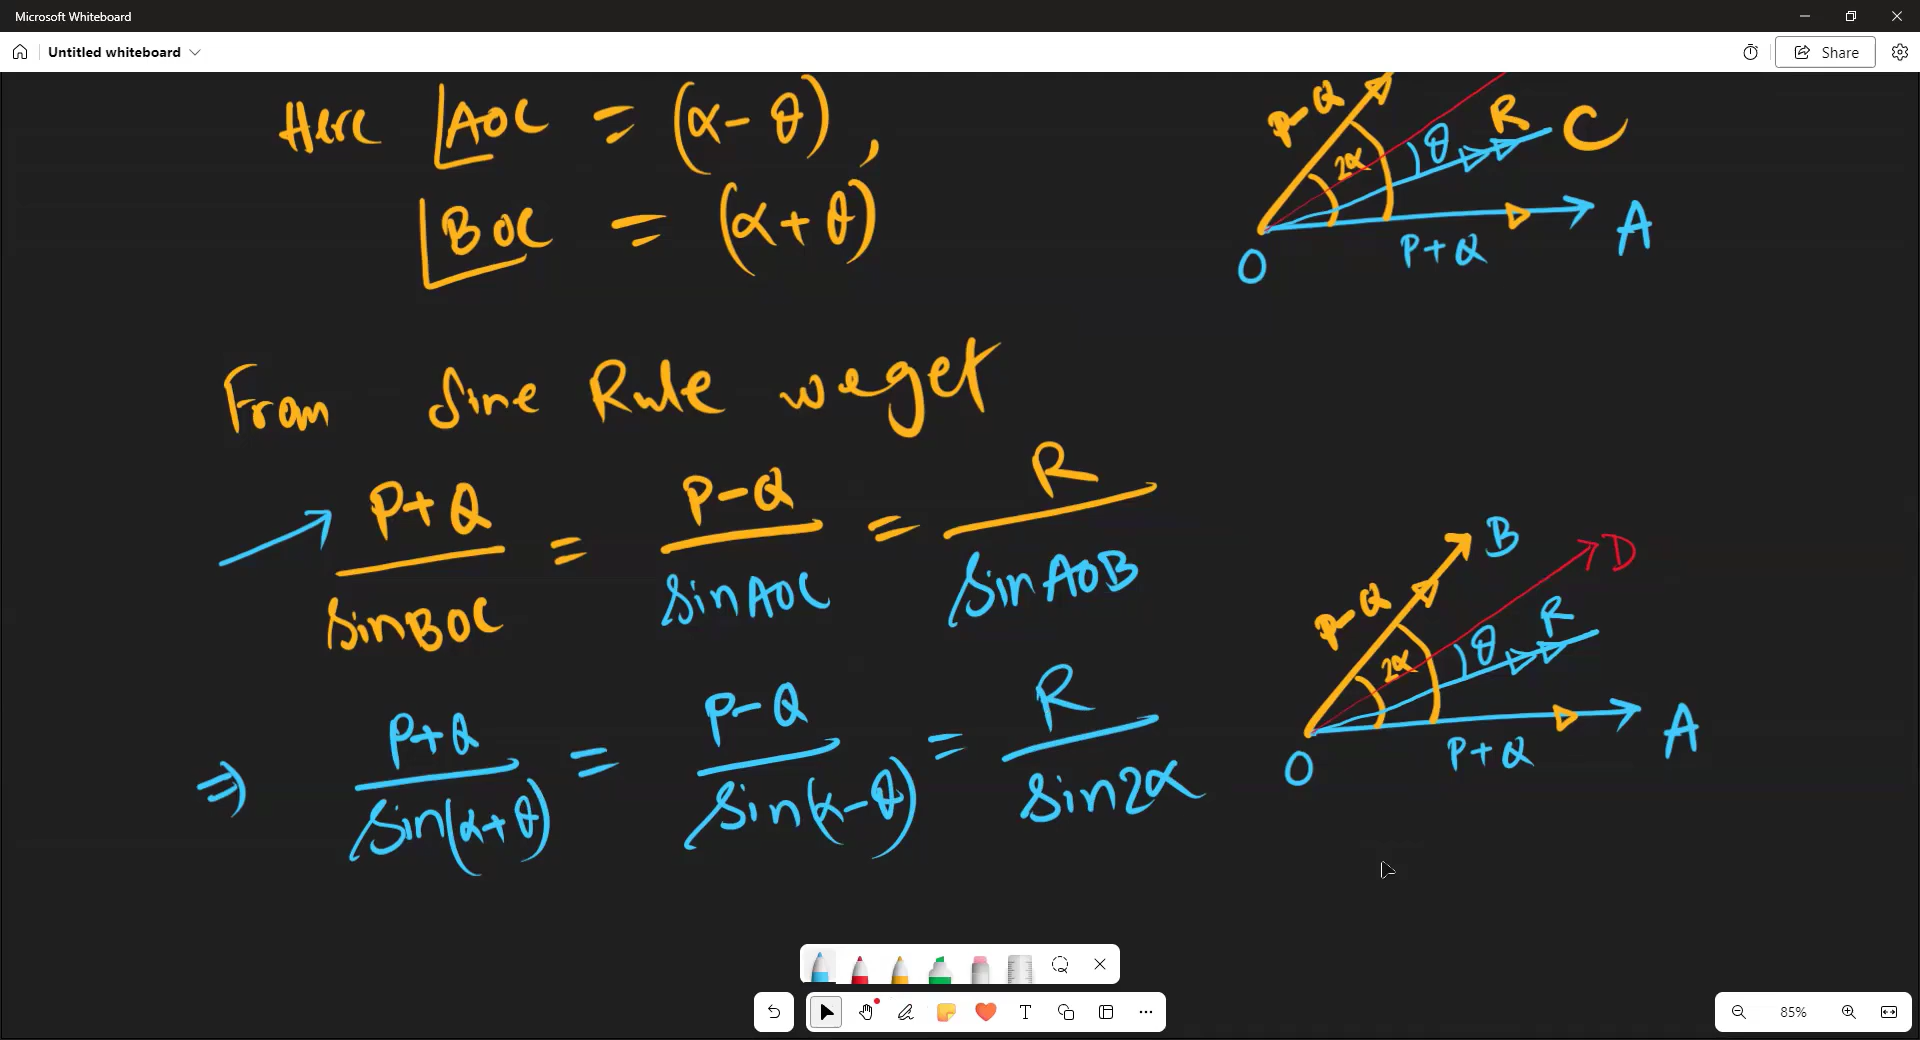 Microsoft Whiteboard
Untitled whiteboard
Share
Here ∠AOC = (α - θ),
∠BOC = (α + θ)
P-Q
2α
θ
R
C
A
P+Q
O
From Sine Rule we get
P+Q / sinBOC = P-Q / sinAOC = R / sinAOB
⇒ P+Q / sin(α+θ) = P-Q / sin(α-θ) = R / sin2α
B
D
P-Q
R
2α
θ
A
P+Q
O
85%